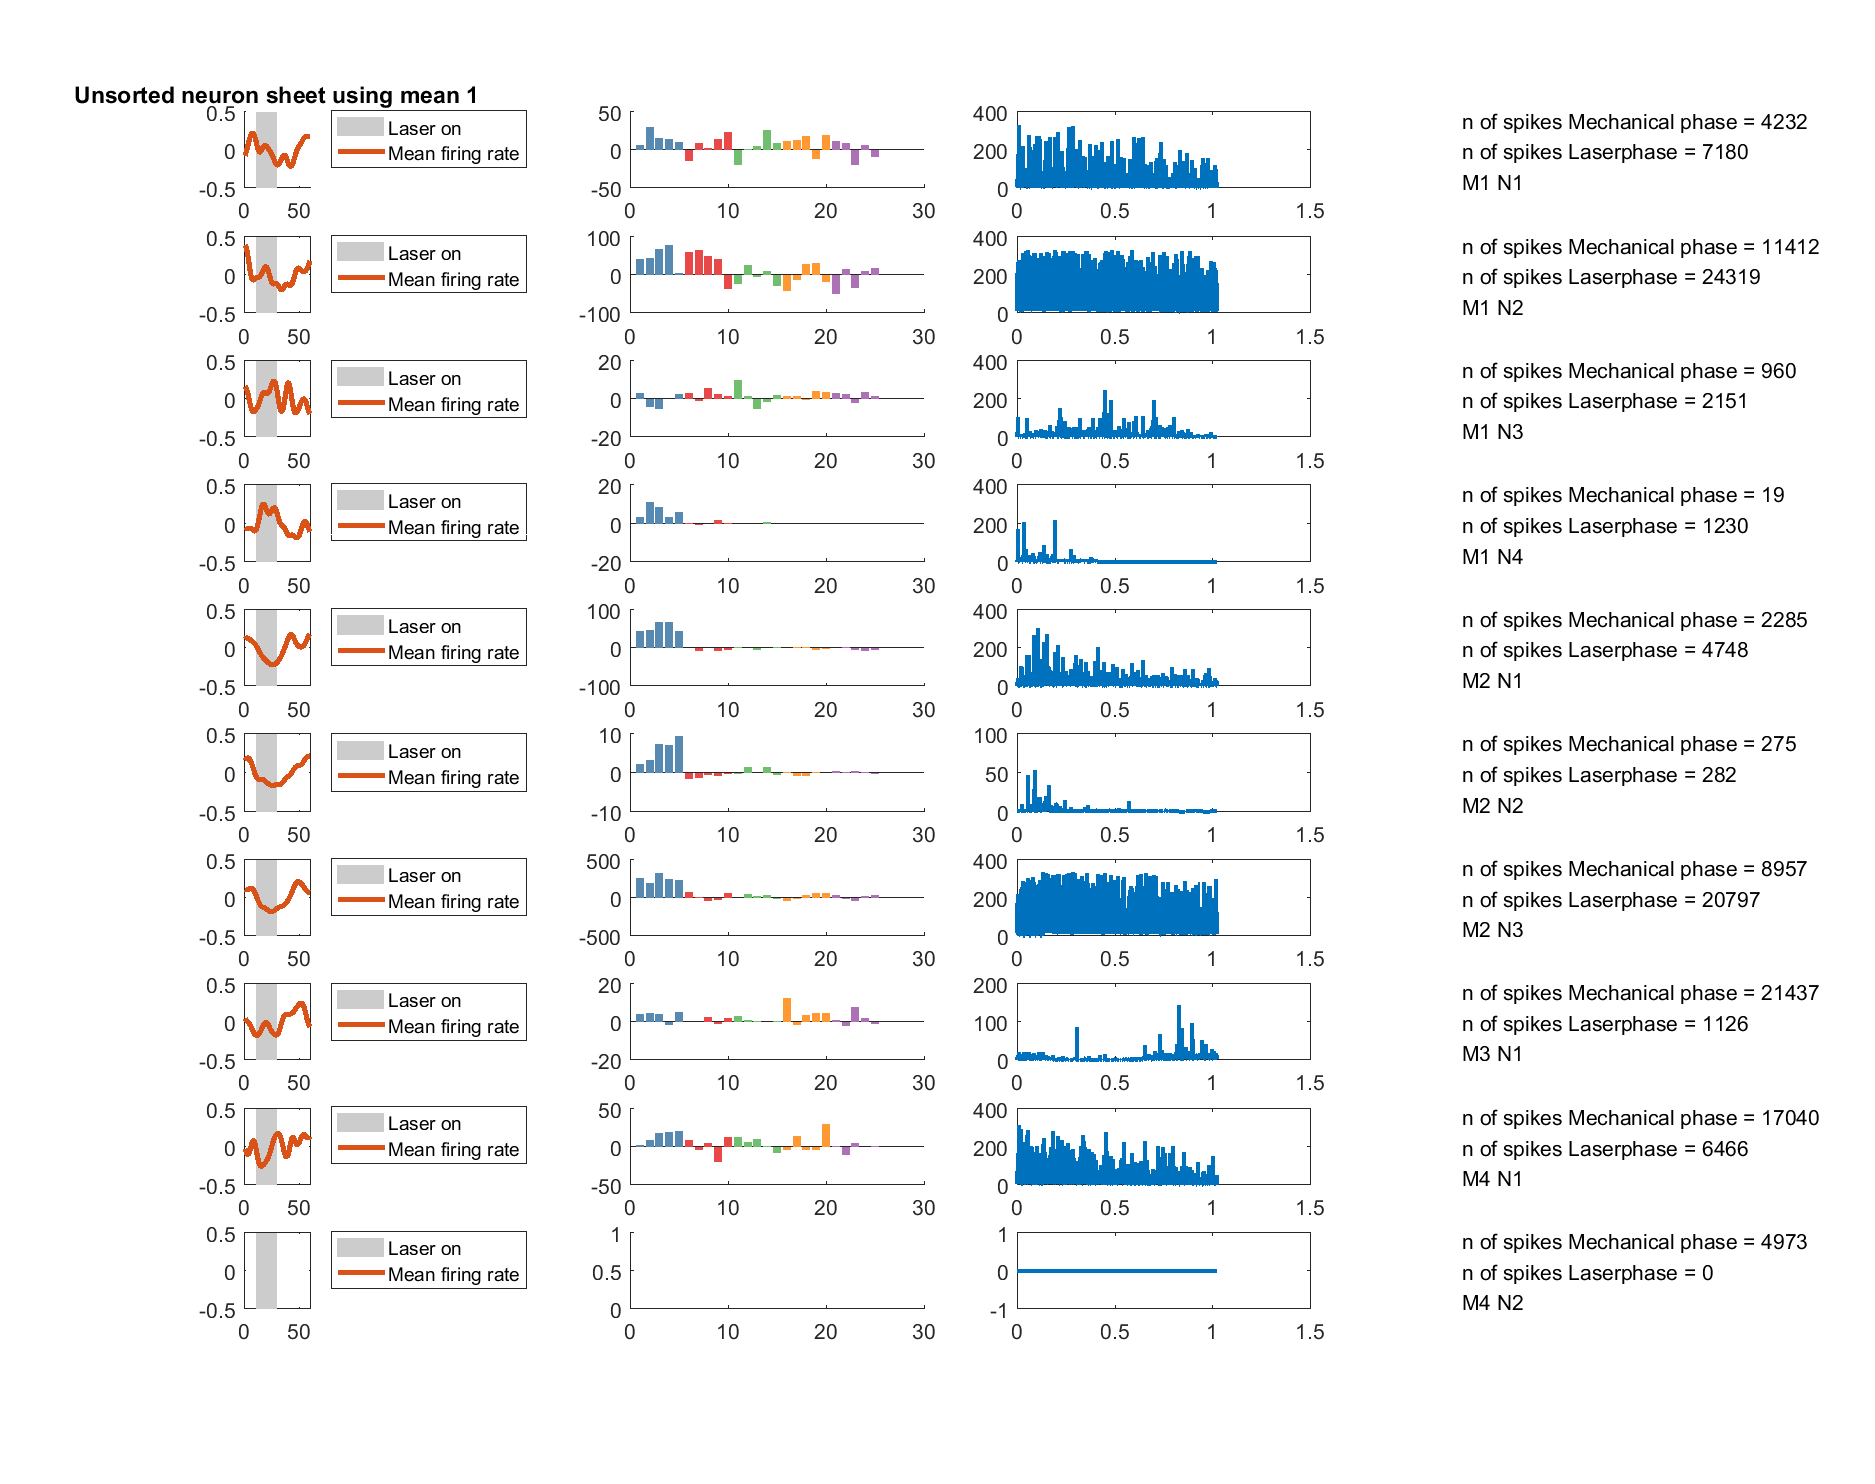 Unsorted neuron sheet using mean 1
0.5
0
-0.5
0 50
Laser on
Mean firing rate
50
0
-50
0 10 20 30
400
200
0
0 0.5 1 1.5
n of spikes Mechanical phase = 4232
n of spikes Laserphase = 7180
M1 N1
0.5
0
-0.5
0 50
Laser on
Mean firing rate
100
0
-100
0 10 20 30
400
200
0
0 0.5 1 1.5
n of spikes Mechanical phase = 11412
n of spikes Laserphase = 24319
M1 N2
0.5
0
-0.5
0 50
Laser on
Mean firing rate
20
0
-20
0 10 20 30
400
200
0
0 0.5 1 1.5
n of spikes Mechanical phase = 960
n of spikes Laserphase = 2151
M1 N3
0.5
0
-0.5
0 50
Laser on
Mean firing rate
20
0
-20
0 10 20 30
400
200
0
0 0.5 1 1.5
n of spikes Mechanical phase = 19
n of spikes Laserphase = 1230
M1 N4
0.5
0
-0.5
0 50
Laser on
Mean firing rate
100
0
-100
0 10 20 30
400
200
0
0 0.5 1 1.5
n of spikes Mechanical phase = 2285
n of spikes Laserphase = 4748
M2 N1
0.5
0
-0.5
0 50
Laser on
Mean firing rate
10
0
-10
0 10 20 30
100
50
0
0 0.5 1 1.5
n of spikes Mechanical phase = 275
n of spikes Laserphase = 282
M2 N2
0.5
0
-0.5
0 50
Laser on
Mean firing rate
500
0
-500
0 10 20 30
400
200
0
0 0.5 1 1.5
n of spikes Mechanical phase = 8957
n of spikes Laserphase = 20797
M2 N3
0.5
0
-0.5
0 50
Laser on
Mean firing rate
20
0
-20
0 10 20 30
200
100
0
0 0.5 1 1.5
n of spikes Mechanical phase = 21437
n of spikes Laserphase = 1126
M3 N1
0.5
0
-0.5
0 50
Laser on
Mean firing rate
50
0
-50
0 10 20 30
400
200
0
0 0.5 1 1.5
n of spikes Mechanical phase = 17040
n of spikes Laserphase = 6466
M4 N1
0.5
0
-0.5
0 50
Laser on
Mean firing rate
1
0.5
0
0 10 20 30
1
0
-1
0 0.5 1 1.5
n of spikes Mechanical phase = 4973
n of spikes Laserphase = 0
M4 N2